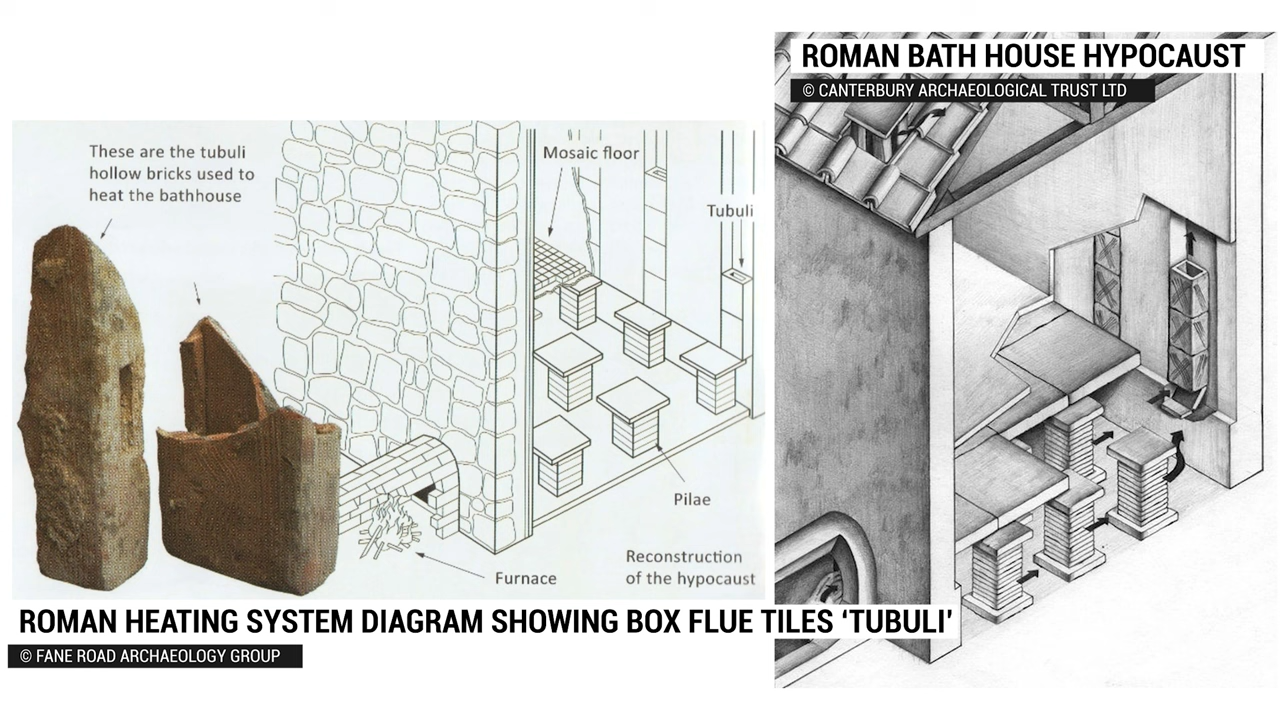 These are the tubuli
hollow bricks used to
heat the bathhouse
Mosaic floor
Tubuli
Pilae
Furnace
Reconstruction
of the hypocaust
ROMAN HEATING SYSTEM DIAGRAM SHOWING BOX FLUE TILES ‘TUBULI’
© FANE ROAD ARCHAEOLOGY GROUP
ROMAN BATH HOUSE HYPOCAUST
© CANTERBURY ARCHAEOLOGICAL TRUST LTD